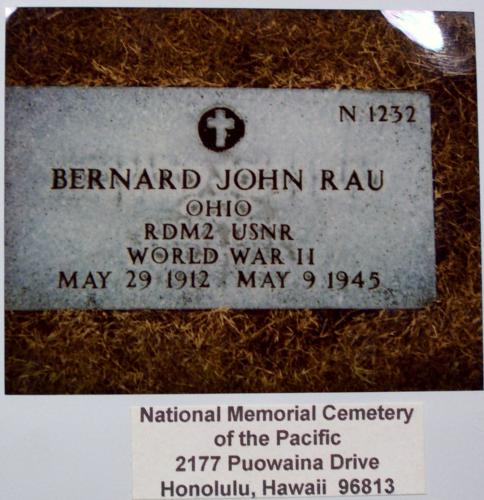 N 1232
BERNARD JOHN RAU
OHIO
RDM2 USNR
WORLD WAR II
MAY 29 1912 MAY 9 1945
National Memorial Cemetery
of the Pacific
2177 Puowaina Drive
Honolulu, Hawaii 96813